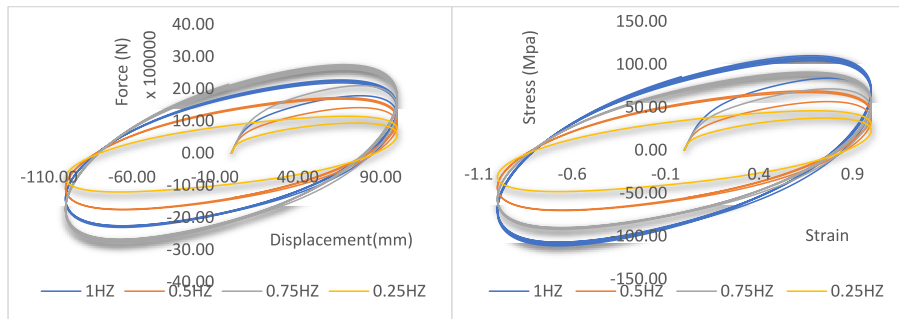 40.00
30.00
20.00
10.00
0.00
-10.00
-20.00
-30.00
-40.00
-110.00 -60.00 -10.00 40.00 90.00
Force (N)
x 100000
Displacement(mm)
1HZ 0.5HZ 0.75HZ 0.25HZ
150.00
100.00
50.00
0.00
-50.00
-100.00
-150.00
-1.1 -0.6 -0.1 0.4 0.9
Stress (Mpa)
Strain
1HZ 0.5HZ 0.75HZ 0.25HZ